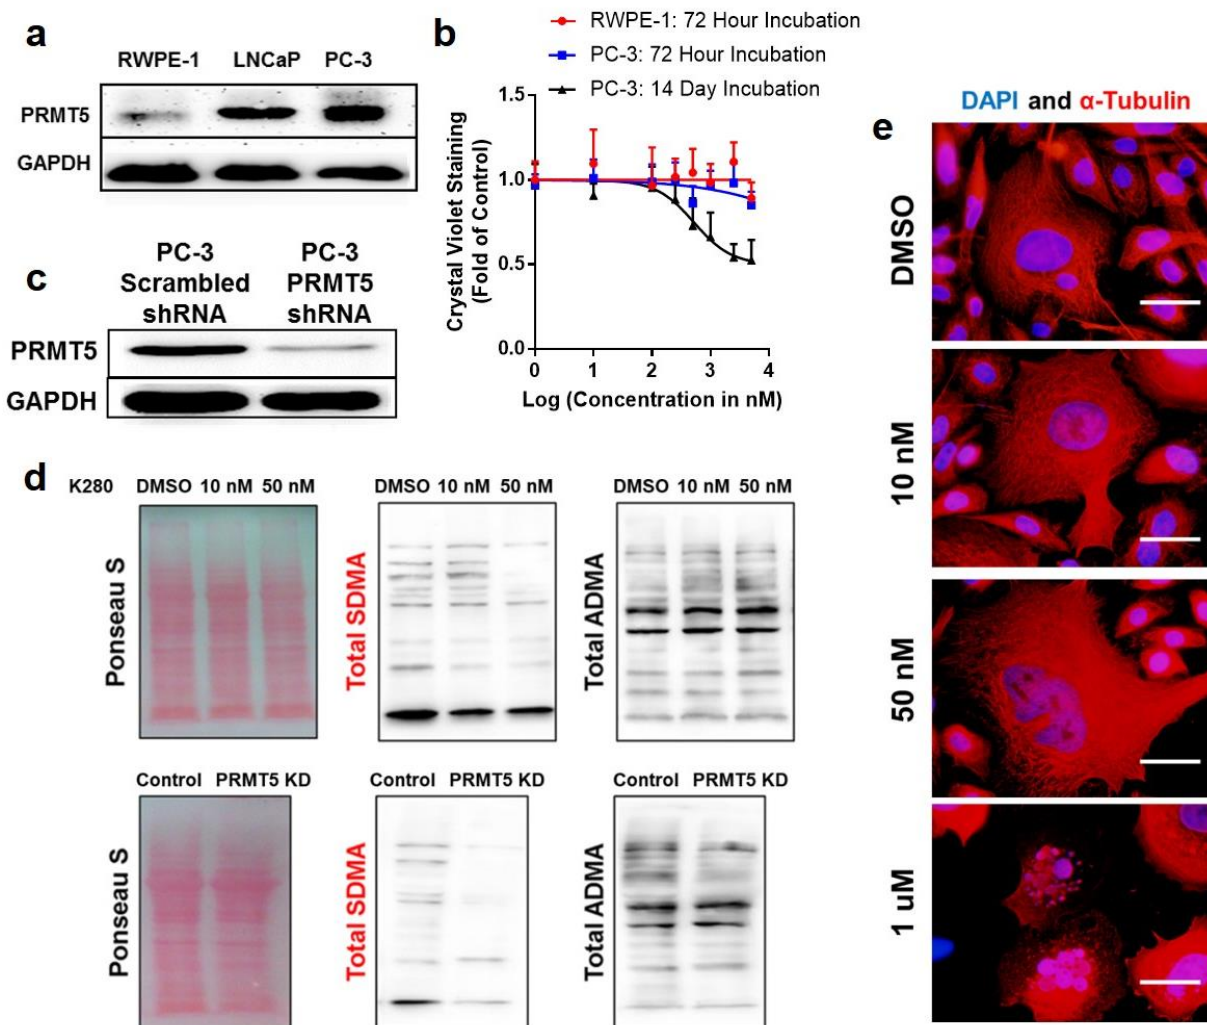 a
RWPE-1 LNCaP PC-3
PRMT5
GAPDH
b
RWPE-1: 72 Hour Incubation
PC-3: 72 Hour Incubation
PC-3: 14 Day Incubation
Crystal Violet Staining
(Fold of Control)
1.5
1.0
0.5
0.0
0 1 2 3 4
Log (Concentration in nM)
c
PC-3
Scrambled
shRNA
PC-3
PRMT5
shRNA
PRMT5
GAPDH
d
K280 DMSO 10 nM 50 nM
Ponseau S
DMSO 10 nM 50 nM
Total SDMA
DMSO 10 nM 50 nM
Total ADMA
Control PRMT5 KD
Ponseau S
Control PRMT5 KD
Total SDMA
Control PRMT5 KD
Total ADMA
e
DAPI and α-Tubulin
DMSO
10 nM
50 nM
1 uM